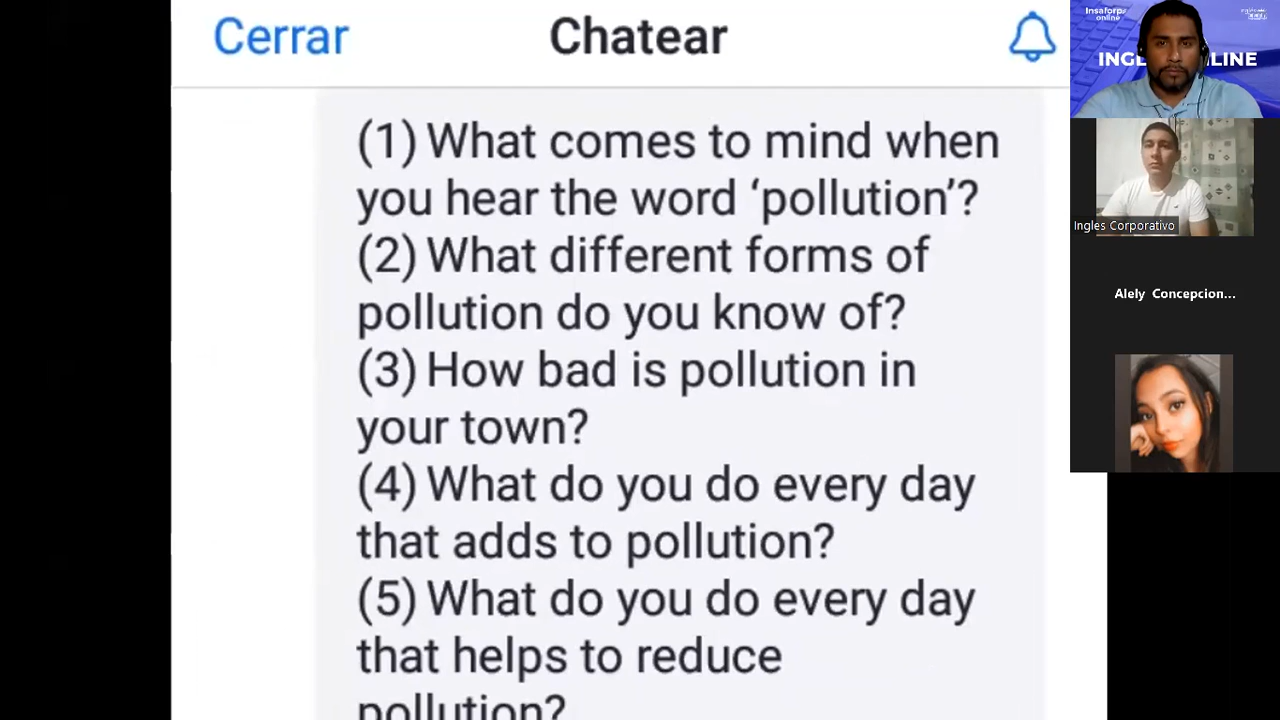 Cerrar
Chatear
(1) What comes to mind when
you hear the word ‘pollution’?
(2) What different forms of
pollution do you know of?
(3) How bad is pollution in
your town?
(4) What do you do every day
that adds to pollution?
(5) What do you do every day
that helps to reduce
pollution?
Insaforp
online
Ingles Corporativo
Alely Concepcion...